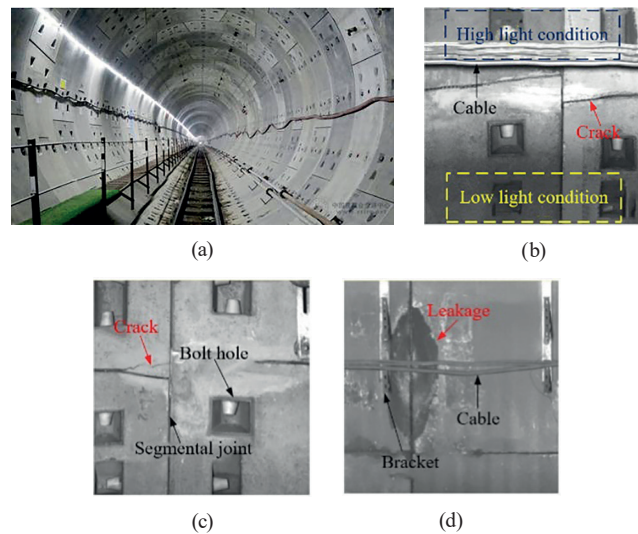 (a)
High light condition
Cable
Crack
Low light condition
(b)
Crack
Bolt hole
Segmental joint
(c)
Leakage
Cable
Bracket
(d)